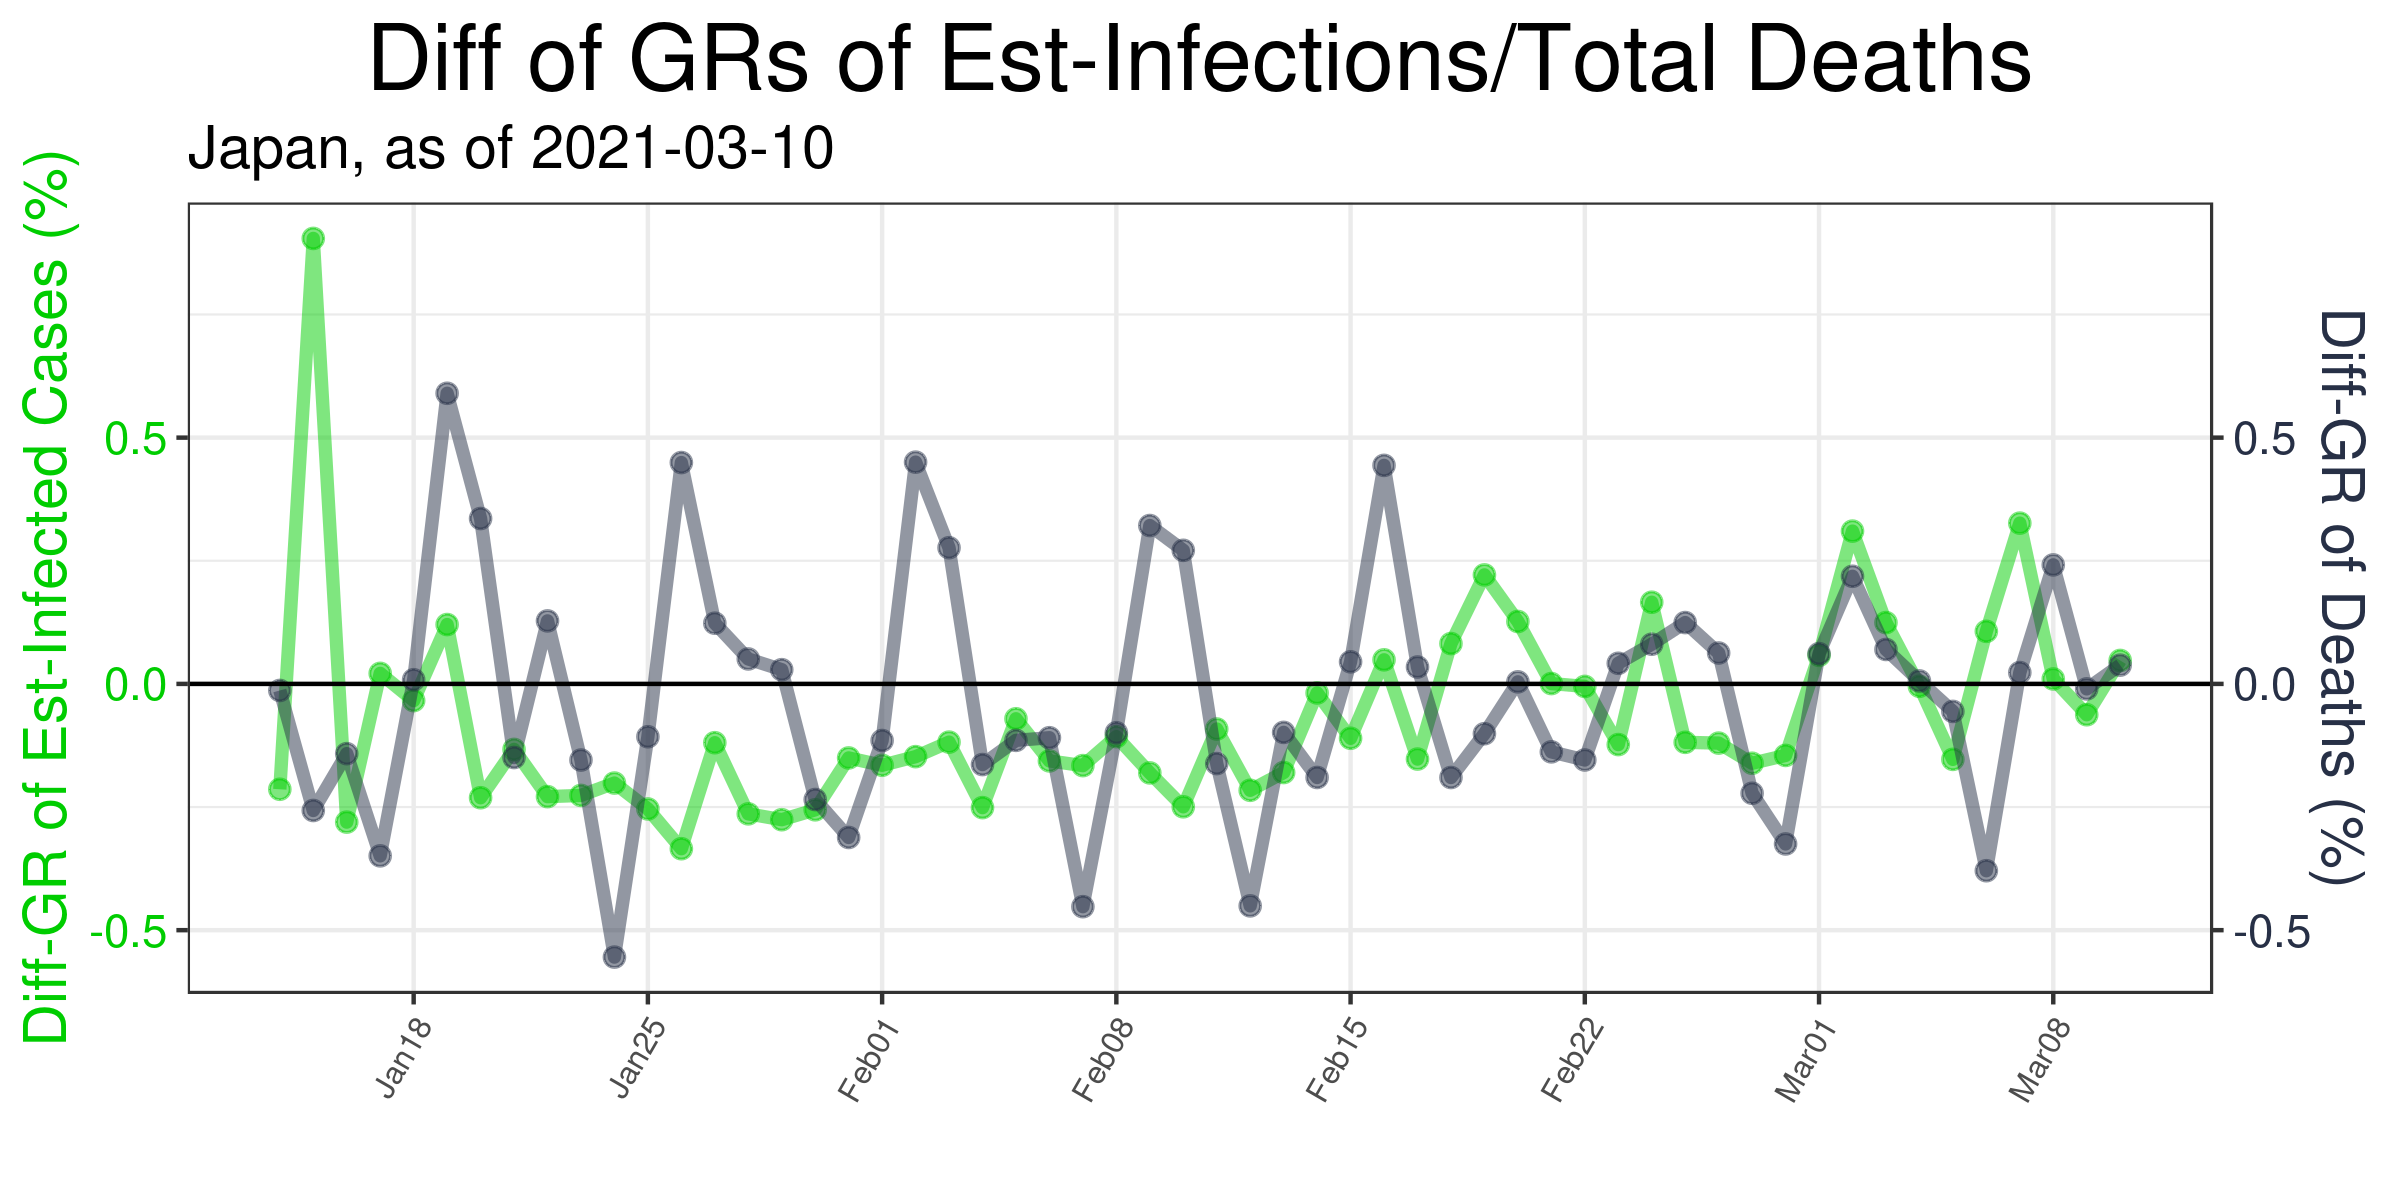 Diff of GRs of Est-Infections/Total Deaths
Japan, as of 2021-03-10
Diff-GR of Est-Infected Cases (%)
0.5
0.0
-0.5
0.5
0.0
-0.5
Diff-GR of Deaths (%)
Jan18
Jan25
Feb01
Feb08
Feb15
Feb22
Mar01
Mar08